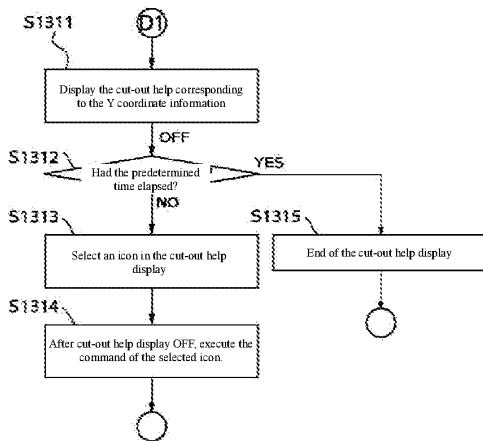 S1311
D1
Display the cut-out help corresponding
to the Y coordinate information
OFF
S1312
Had the predetermined
time elapsed?
YES
NO
S1313
Select an icon in the cut-out help
display
S1315
End of the cut-out help display
S1314
After cut-out help display OFF, execute the
command of the selected icon.